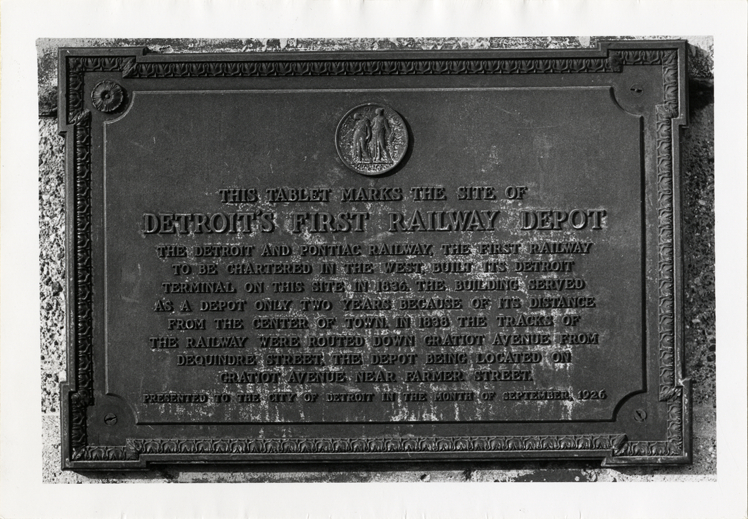 THIS TABLET MARKS THE SITE OF
DETROIT'S FIRST RAILWAY DEPOT
THE DETROIT AND PONTIAC RAILWAY, THE FIRST RAILWAY
TO BE CHARTERED IN THE WEST, BUILT ITS DETROIT
TERMINAL ON THIS SITE IN 1836. THE BUILDING SERVED
AS A DEPOT ONLY TWO YEARS BECAUSE OF ITS DISTANCE
FROM THE CENTER OF TOWN. IN 1838 THE TRACKS OF
THE RAILWAY WERE ROUTED DOWN GRATIOT AVENUE FROM
DEQUINDRE STREET, THE DEPOT BEING LOCATED ON
GRATIOT AVENUE NEAR FARMER STREET.
PRESENTED TO THE CITY OF DETROIT IN THE MONTH OF SEPTEMBER, 1926